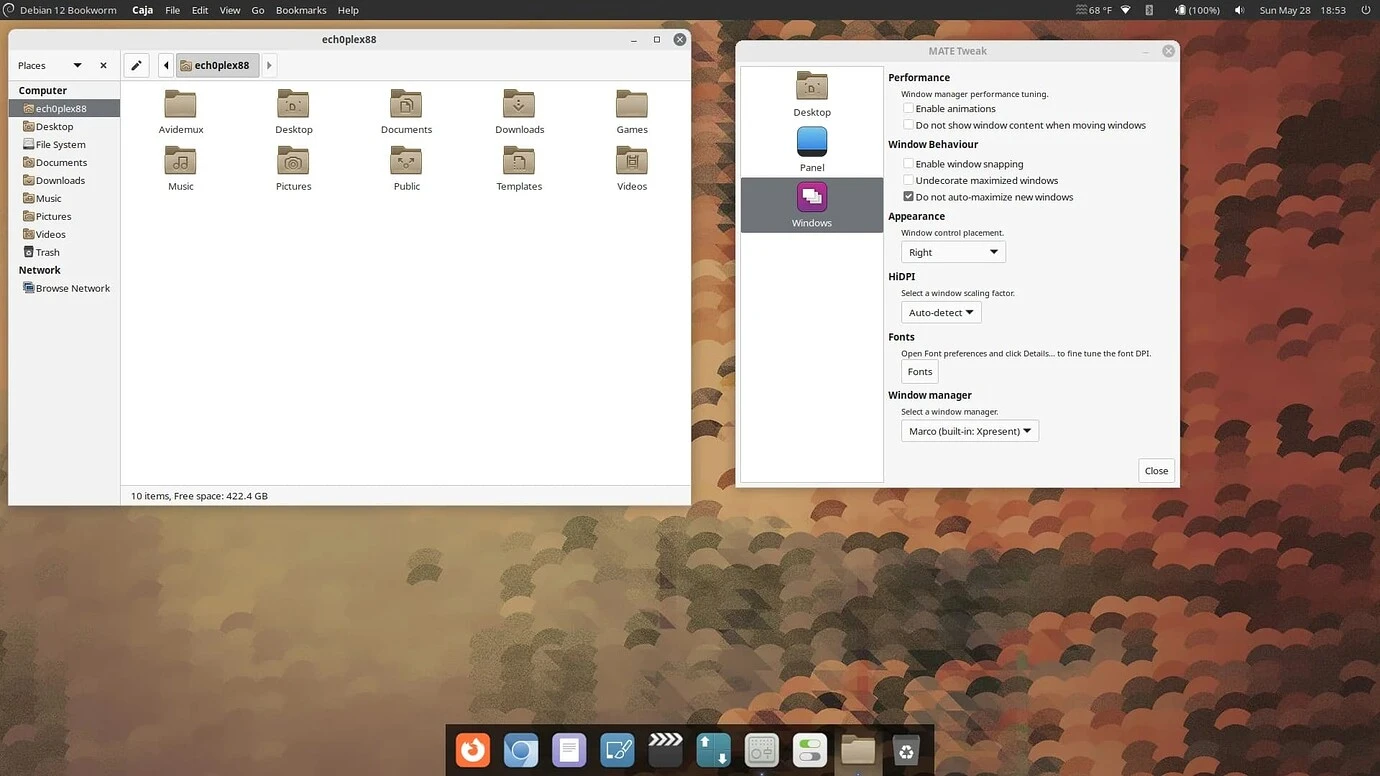 Debian 12 Bookworm Caja File Edit View Go Bookmarks Help 68 °F (100%) Sun May 28 18:53
ech0plex88
Places
ech0plex88
Computer
ech0plex88
Desktop
File System
Documents
Downloads
Music
Pictures
Videos
Trash
Network
Browse Network
Avidemux Desktop Documents Downloads Games
Music Pictures Public Templates Videos
10 items, Free space: 422.4 GB
MATE Tweak
Desktop
Panel
Windows
Performance
Window manager performance tuning.
Enable animations
Do not show window content when moving windows
Window Behaviour
Enable window snapping
Undecorate maximized windows
Do not auto-maximize new windows
Appearance
Window control placement.
Right
HiDPI
Select a window scaling factor.
Auto-detect
Fonts
Open Font preferences and click Details... to fine tune the font DPI.
Fonts
Window manager
Select a window manager.
Marco (built-in: Xpresent)
Close